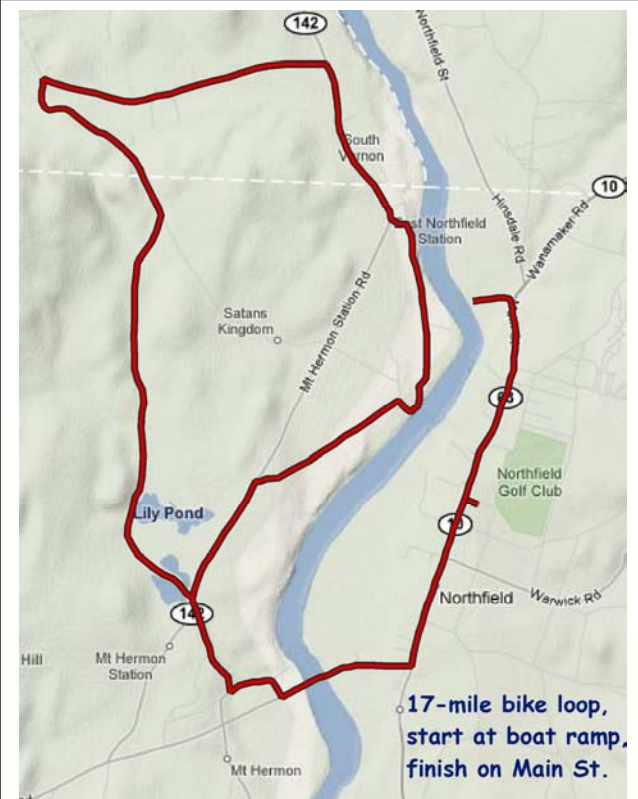 142
Northfield St
South
Vernon
10
East Northfield
Station
Hinsdale Rd
Wanamaker Rd
Main St
Satans
Kingdom
Mt Hermon Station Rd
63
Northfield
Golf Club
Lily Pond
10
Northfield
Warwick Rd
142
Hill
Mt Hermon
Station
17-mile bike loop,
start at boat ramp,
finish on Main St.
Mt Hermon